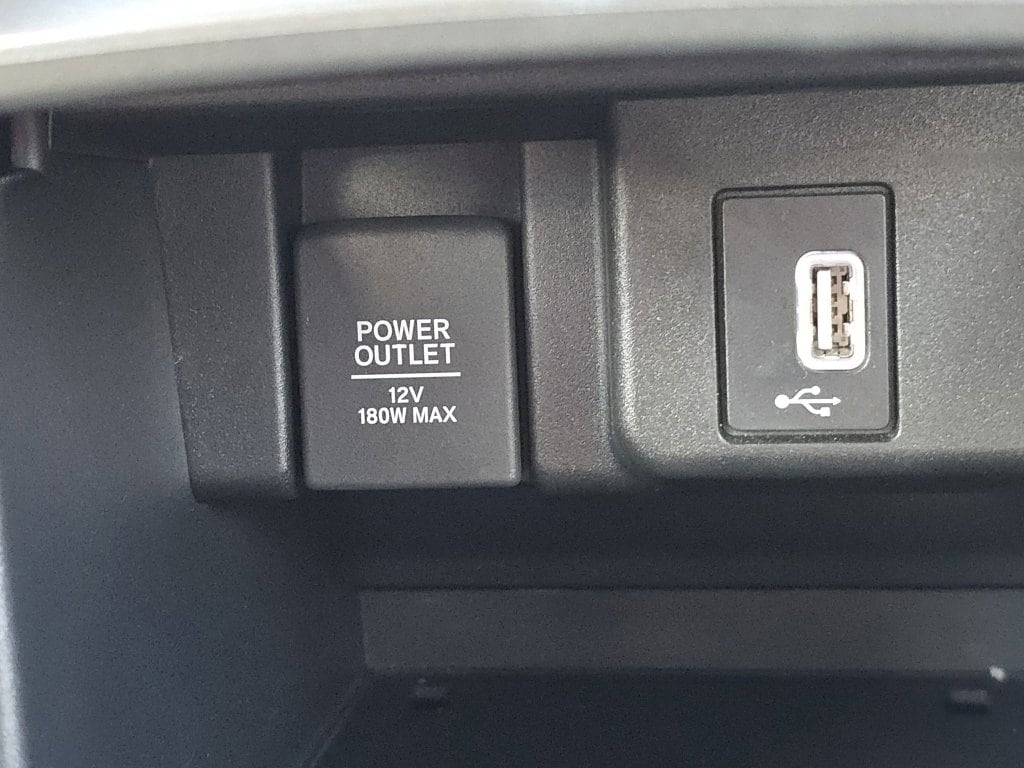 POWER
OUTLET
12V
180W MAX